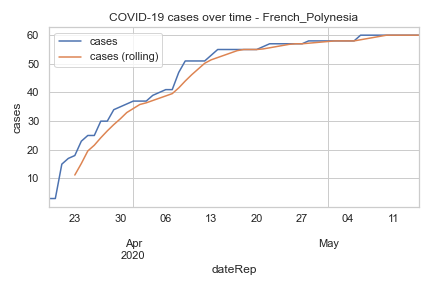 COVID-19 cases over time - French_Polynesia
cases
cases (rolling)
cases
60
50
40
30
20
10
23 30 06 13 20 27 04 11
Apr May
2020
dateRep